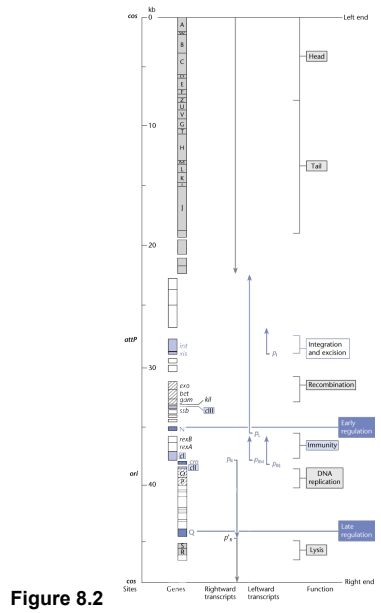 cos
kb
0
Left end
A
W
B
C
D
E
F
Z
U
V
G
T
H
M
L
K
I
J
Head
10
Tail
20
attP
int
xis
pI
Integration
and excision
30
exo
bet
gam
kil
cIII
ssb
Recombination
N
pL
Early
regulation
rexB
rexA
cI
cro
cII
O
P
pR
pRM
pRE
Immunity
ori
40
DNA
replication
Q
p'R
Late
regulation
S
R
Lysis
cos
Right end
Sites
Genes
Rightward
transcripts
Leftward
transcripts
Function
Figure 8.2